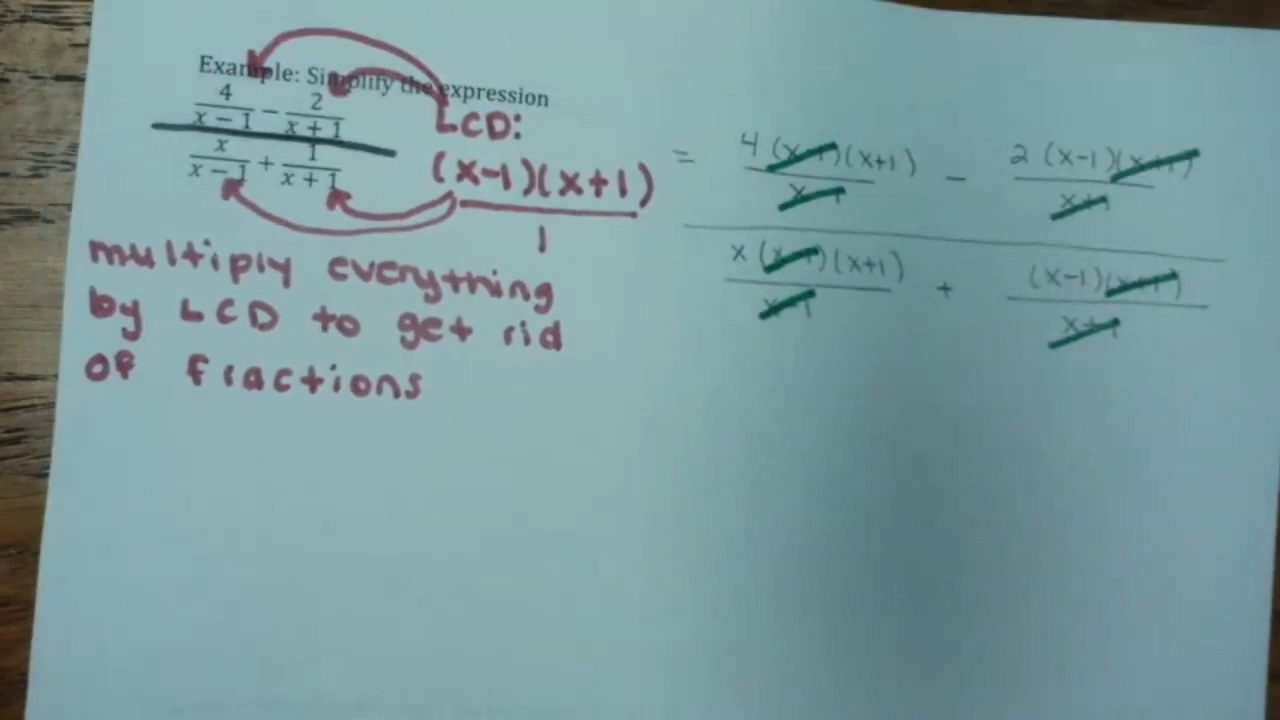 Example: Simplify the expression
4/(x − 1) − 2/(x + 1)
x/(x − 1) + 1/(x + 1)
LCD:
(x-1)(x+1)
1
multiply everything
by LCD to get rid
of fractions
= 4(x-1)(x+1)/(x-1) − 2(x-1)(x+1)/(x+1)
x(x-1)(x+1)/(x-1) + (x-1)(x+1)/(x+1)